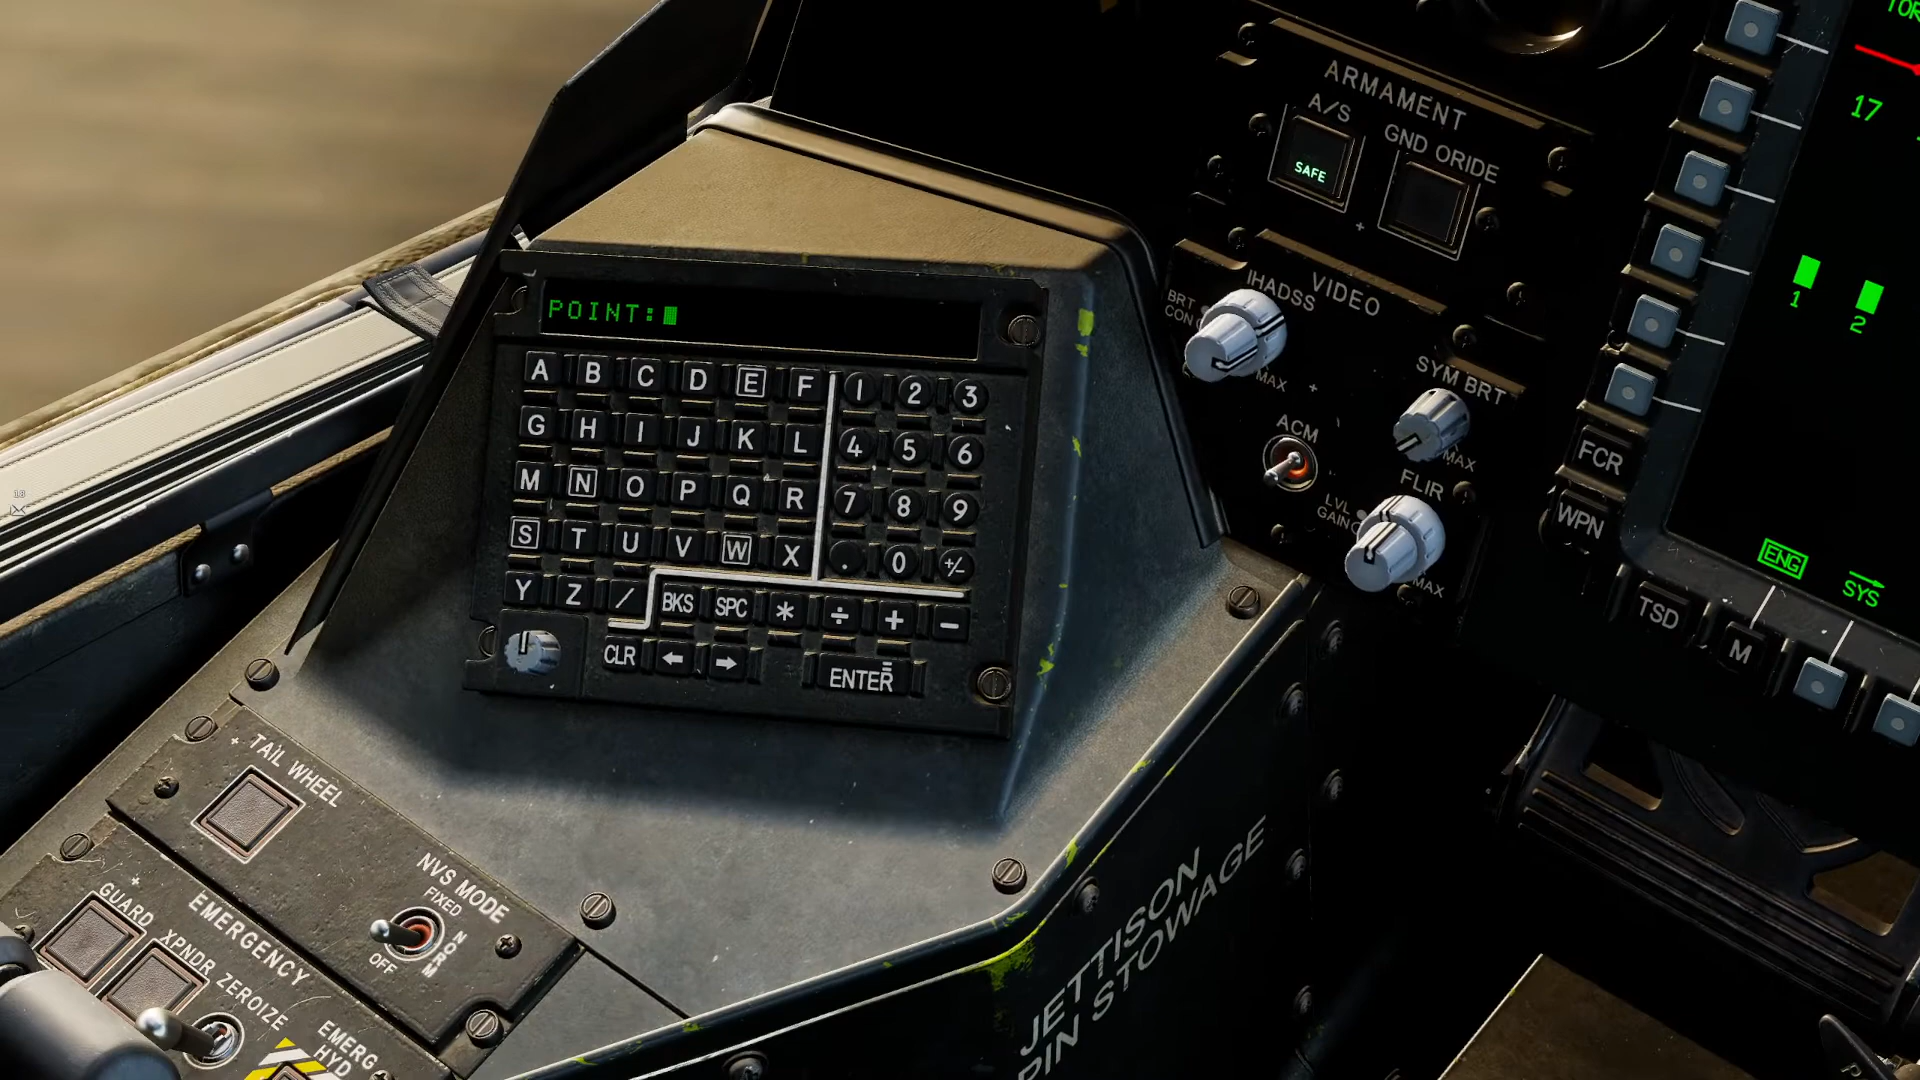 POINT:
A B C D E F 1 2 3
G H I J K L 4 5 6
M N O P Q R 7 8 9
S T U V W X . 0 +/-
Y Z / BKS SPC * ÷ + −
CLR ← → = ENTER
ARMAMENT
A/S
GND ORIDE
SAFE
VIDEO
IHADSS
BRT
CON
MAX
SYM BRT
MAX
ACM
FLIR
LVL
GAIN
MAX
TOR
17
1
2
ENG
SYS
FCR
WPN
TSD
M
TAIL WHEEL
NVS MODE
FIXED
NORM
OFF
EMERGENCY
GUARD
XPNDR
ZEROIZE
EMERG
HYD
JETTISON
PIN STOWAGE
18